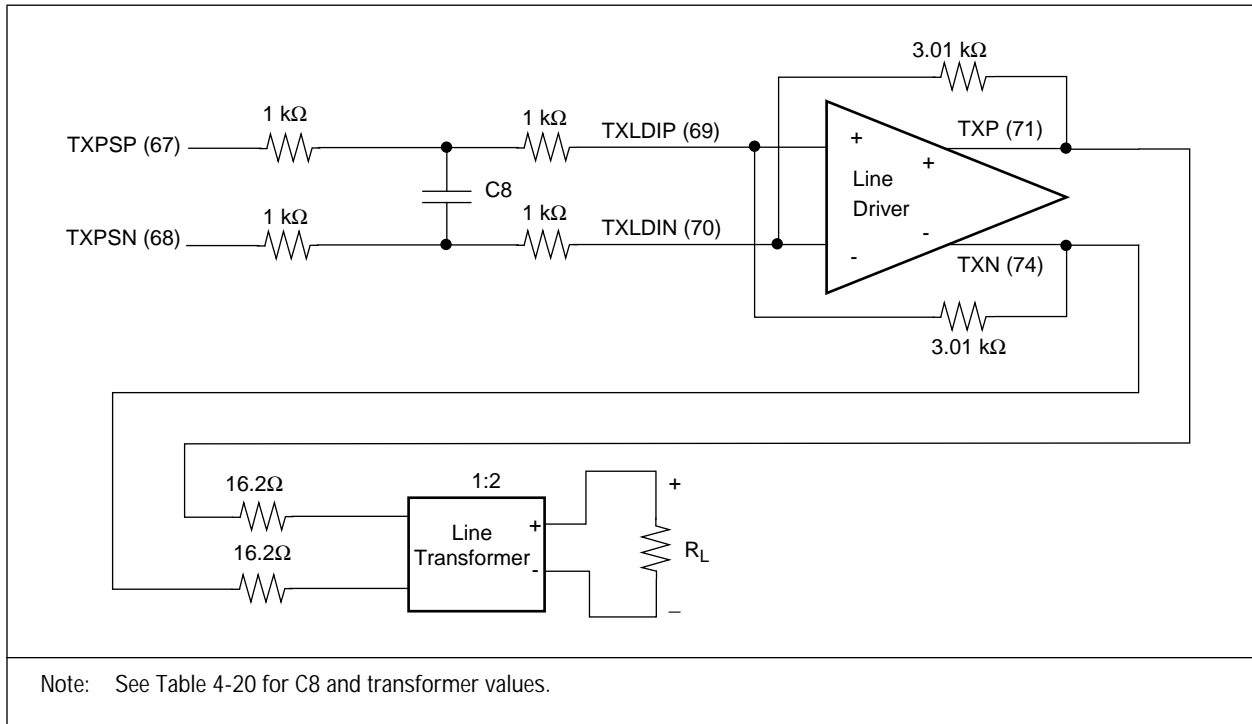 3.01 kΩ
1 kΩ
1 kΩ
TXPSP (67)
TXLDIP (69)
TXP (71)
+
+
C8
Line
Driver
1 kΩ
1 kΩ
TXPSN (68)
TXLDIN (70)
-
-
TXN (74)
3.01 kΩ
1:2
16.2Ω
+
Line
Transformer
+
16.2Ω
RL
-
–
Note: See Table 4-20 for C8 and transformer values.